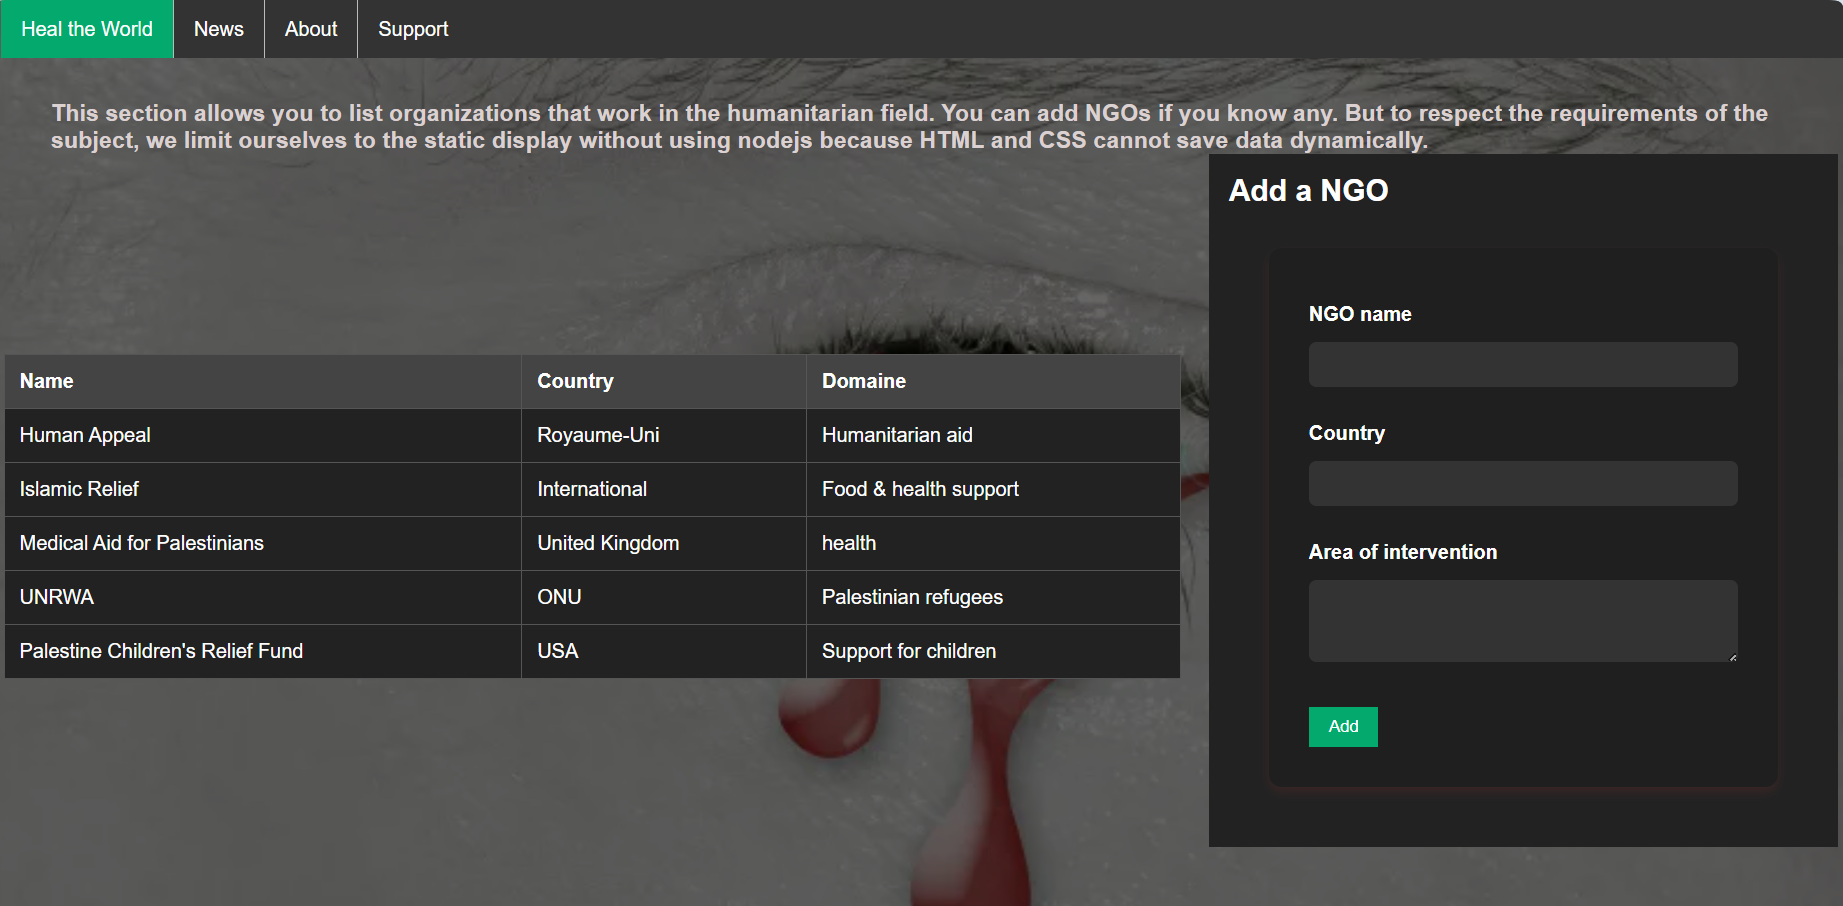 Heal the World News About Support
This section allows you to list organizations that work in the humanitarian field. You can add NGOs if you know any. But to respect the requirements of the
subject, we limit ourselves to the static display without using nodejs because HTML and CSS cannot save data dynamically.
Name Country Domaine
Human Appeal Royaume-Uni Humanitarian aid
Islamic Relief International Food & health support
Medical Aid for Palestinians United Kingdom health
UNRWA ONU Palestinian refugees
Palestine Children's Relief Fund USA Support for children
Add a NGO
NGO name
Country
Area of intervention
Add